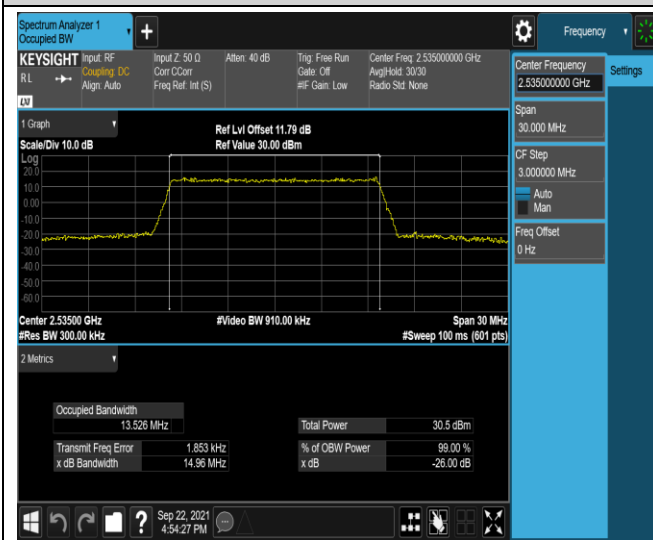 Spectrum Analyzer 1
Occupied BW
+
Frequency
KEYSIGHT
RL
LXI
Input: RF
Coupling: DC
Align: Auto
Input Z: 50 Ω
Corr CCorr
Freq Ref: Int (S)
Atten: 40 dB
Trig: Free Run
Gate: Off
#IF Gain: Low
Center Freq: 2.535000000 GHz
Avg|Hold: 30/30
Radio Std: None
Center Frequency
2.535000000 GHz
Settings
Span
30.000 MHz
CF Step
3.000000 MHz
Auto
Man
Freq Offset
0 Hz
1 Graph
Scale/Div 10.0 dB
Ref Lvl Offset 11.79 dB
Ref Value 30.00 dBm
Log
20.0
10.0
0.00
-10.0
-20.0
-30.0
-40.0
-50.0
-60.0
Center 2.53500 GHz
#Video BW 910.00 kHz
Span 30 MHz
#Res BW 300.00 kHz
#Sweep 100 ms (601 pts)
2 Metrics
Occupied Bandwidth
13.526 MHz
Total Power 30.5 dBm
Transmit Freq Error 1.853 kHz
% of OBW Power 99.00 %
x dB Bandwidth 14.96 MHz
x dB -26.00 dB
?
Sep 22, 2021
4:54:27 PM